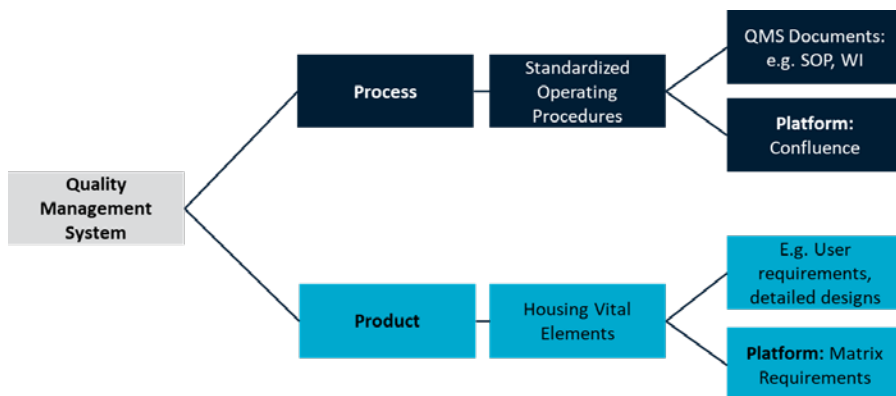 Quality
Management
System
Process
Standardized
Operating
Procedures
QMS Documents:
e.g. SOP, WI
Platform:
Confluence
Product
Housing Vital
Elements
E.g. User
requirements,
detailed designs
Platform: Matrix
Requirements